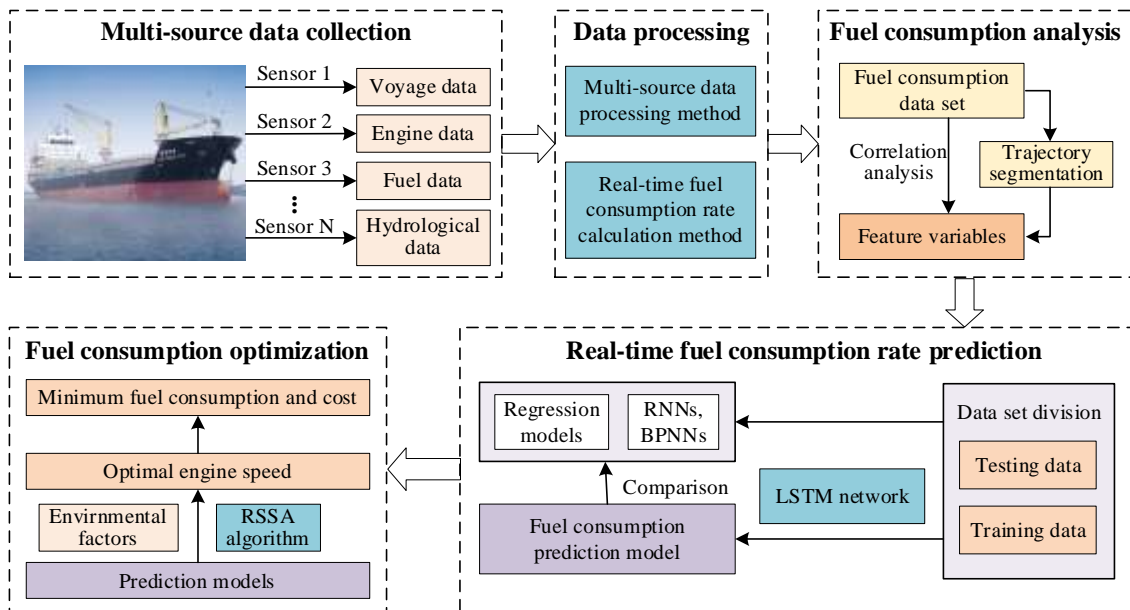 Multi-source data collection
Sensor 1
Voyage data
Sensor 2
Engine data
Sensor 3
Fuel data
Sensor N
Hydrological
data
Data processing
Multi-source data
processing method
Real-time fuel
consumption rate
calculation method
Fuel consumption analysis
Fuel consumption
data set
Correlation
analysis
Trajectory
segmentation
Feature variables
Fuel consumption optimization
Minimum fuel consumption and cost
Optimal engine speed
Envirnmental
factors
RSSA
algorithm
Prediction models
Real-time fuel consumption rate prediction
Regression
models
RNNs,
BPNNs
Comparison
Fuel consumption
prediction model
LSTM network
Data set division
Testing data
Training data